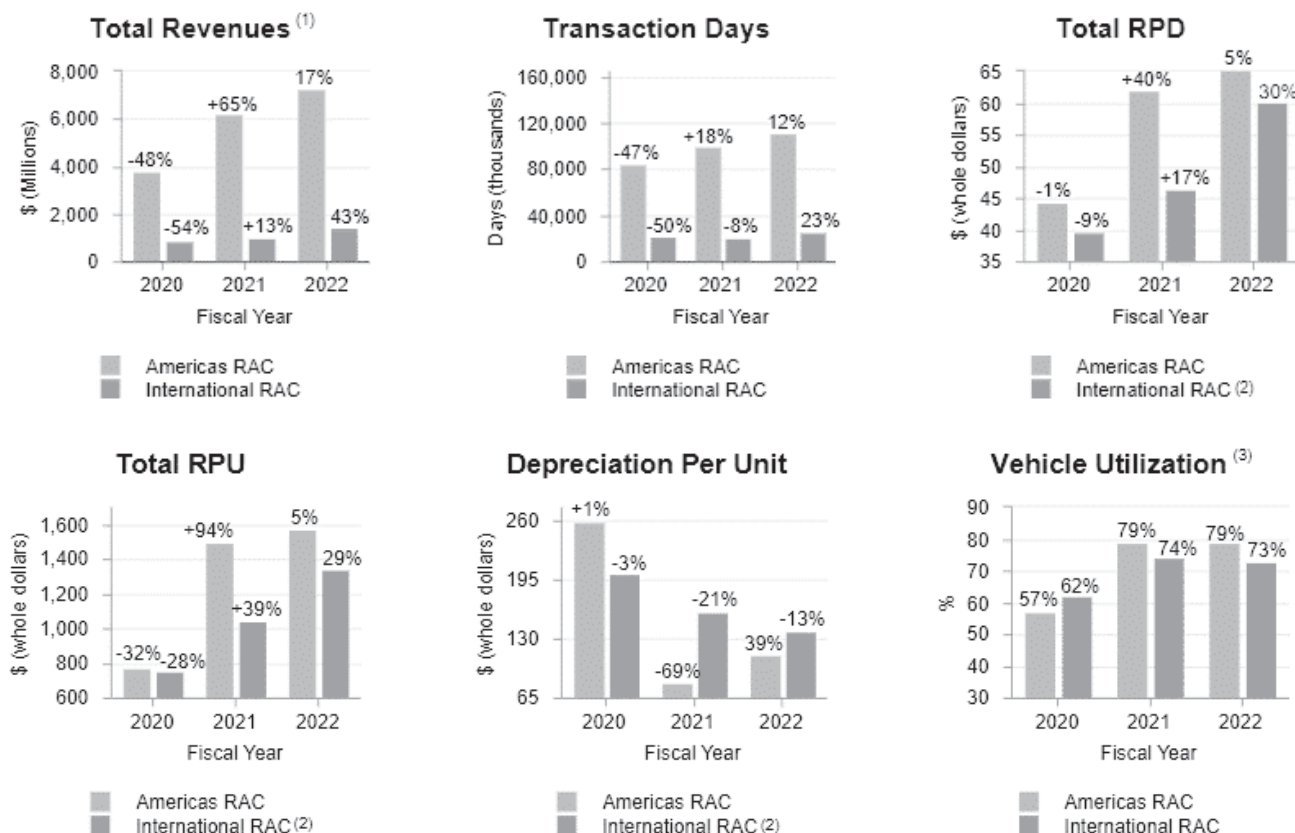 Total Revenues (1)
$ (Millions)
8,000
6,000
4,000
2,000
0
-48%
-54%
+65%
+13%
17%
43%
2020 2021 2022
Fiscal Year
Americas RAC
International RAC
Transaction Days
Days (thousands)
160,000
120,000
80,000
40,000
0
-47%
-50%
+18%
-8%
12%
23%
2020 2021 2022
Fiscal Year
Americas RAC
International RAC
Total RPD
$ (whole dollars)
65
60
55
50
45
40
35
-1%
-9%
+40%
+17%
5%
30%
2020 2021 2022
Fiscal Year
Americas RAC
International RAC (2)
Total RPU
$ (whole dollars)
1,600
1,400
1,200
1,000
800
600
-32%
-28%
+94%
+39%
5%
29%
2020 2021 2022
Fiscal Year
Americas RAC
International RAC (2)
Depreciation Per Unit
$ (whole dollars)
260
195
130
65
+1%
-3%
-69%
-21%
39%
-13%
2020 2021 2022
Fiscal Year
Americas RAC
International RAC (2)
Vehicle Utilization (3)
%
90
80
70
60
50
40
30
57%
62%
79%
74%
79%
73%
2020 2021 2022
Fiscal Year
Americas RAC
International RAC